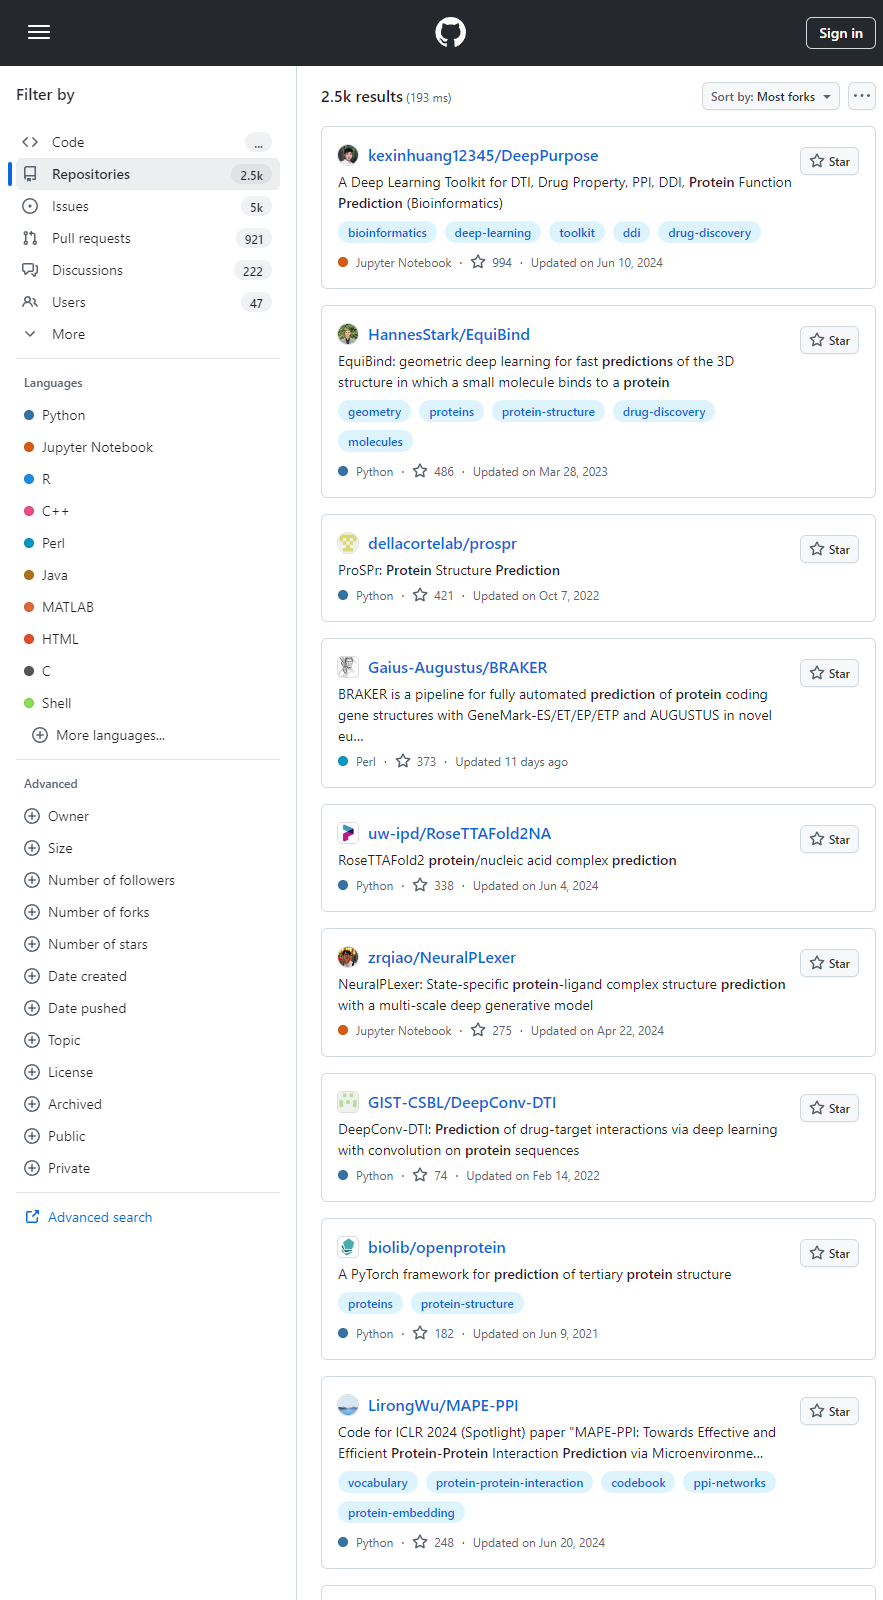 Sign in
Filter by
Code
...
Repositories
2.5k
Issues
5k
Pull requests
921
Discussions
222
Users
47
More
Languages
Python
Jupyter Notebook
R
C++
Perl
Java
MATLAB
HTML
C
Shell
More languages...
Advanced
Owner
Size
Number of followers
Number of forks
Number of stars
Date created
Date pushed
Topic
License
Archived
Public
Private
Advanced search
2.5k results (193 ms)
Sort by: Most forks
kexinhuang12345/DeepPurpose
Star
A Deep Learning Toolkit for DTI, Drug Property, PPI, DDI, Protein Function
Prediction (Bioinformatics)
bioinformatics deep-learning toolkit ddi drug-discovery
Jupyter Notebook · 994 · Updated on Jun 10, 2024
HannesStark/EquiBind
Star
EquiBind: geometric deep learning for fast predictions of the 3D
structure in which a small molecule binds to a protein
geometry proteins protein-structure drug-discovery
molecules
Python · 486 · Updated on Mar 28, 2023
dellacortelab/prospr
Star
ProSPr: Protein Structure Prediction
Python · 421 · Updated on Oct 7, 2022
Gaius-Augustus/BRAKER
Star
BRAKER is a pipeline for fully automated prediction of protein coding
gene structures with GeneMark-ES/ET/EP/ETP and AUGUSTUS in novel
eu...
Perl · 373 · Updated 11 days ago
uw-ipd/RoseTTAFold2NA
Star
RoseTTAFold2 protein/nucleic acid complex prediction
Python · 338 · Updated on Jun 4, 2024
zrqiao/NeuralPLexer
Star
NeuralPLexer: State-specific protein-ligand complex structure prediction
with a multi-scale deep generative model
Jupyter Notebook · 275 · Updated on Apr 22, 2024
GIST-CSBL/DeepConv-DTI
Star
DeepConv-DTI: Prediction of drug-target interactions via deep learning
with convolution on protein sequences
Python · 74 · Updated on Feb 14, 2022
biolib/openprotein
Star
A PyTorch framework for prediction of tertiary protein structure
proteins protein-structure
Python · 182 · Updated on Jun 9, 2021
LirongWu/MAPE-PPI
Star
Code for ICLR 2024 (Spotlight) paper "MAPE-PPI: Towards Effective and
Efficient Protein-Protein Interaction Prediction via Microenvironme...
vocabulary protein-protein-interaction codebook ppi-networks
protein-embedding
Python · 248 · Updated on Jun 20, 2024